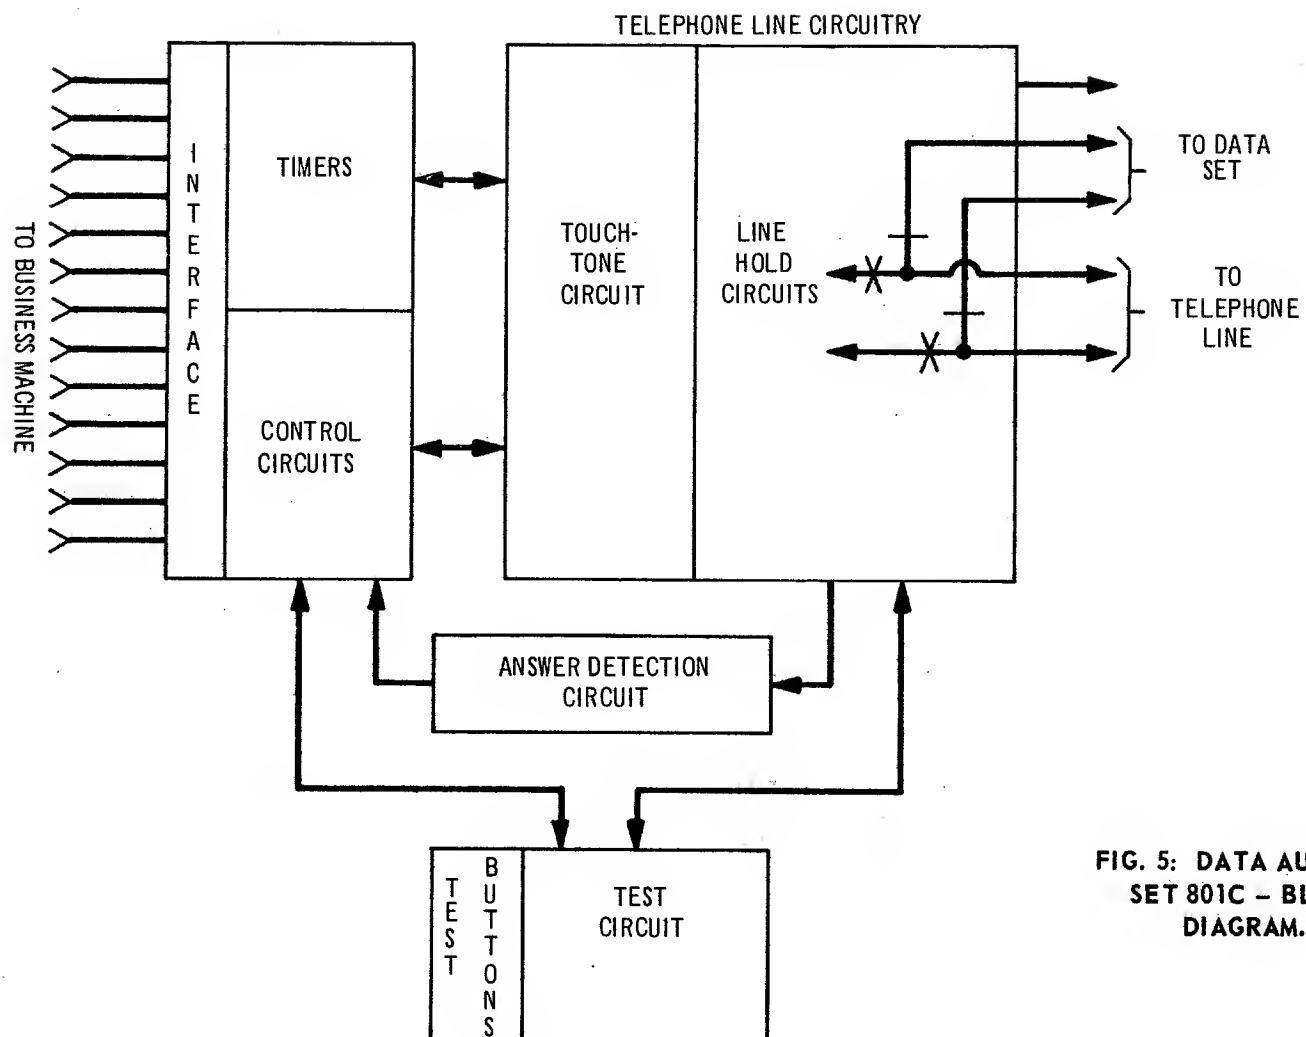 TELEPHONE LINE CIRCUITRY
TO BUSINESS MACHINE
INTERFACE
TIMERS
CONTROL
CIRCUITS
TOUCH-
TONE
CIRCUIT
LINE
HOLD
CIRCUITS
TO DATA
SET
TO
TELEPHONE
LINE
ANSWER DETECTION
CIRCUIT
TEST
BUTTONS
TEST
CIRCUIT
FIG. 5: DATA AU
SET 801C – BL
DIAGRAM.